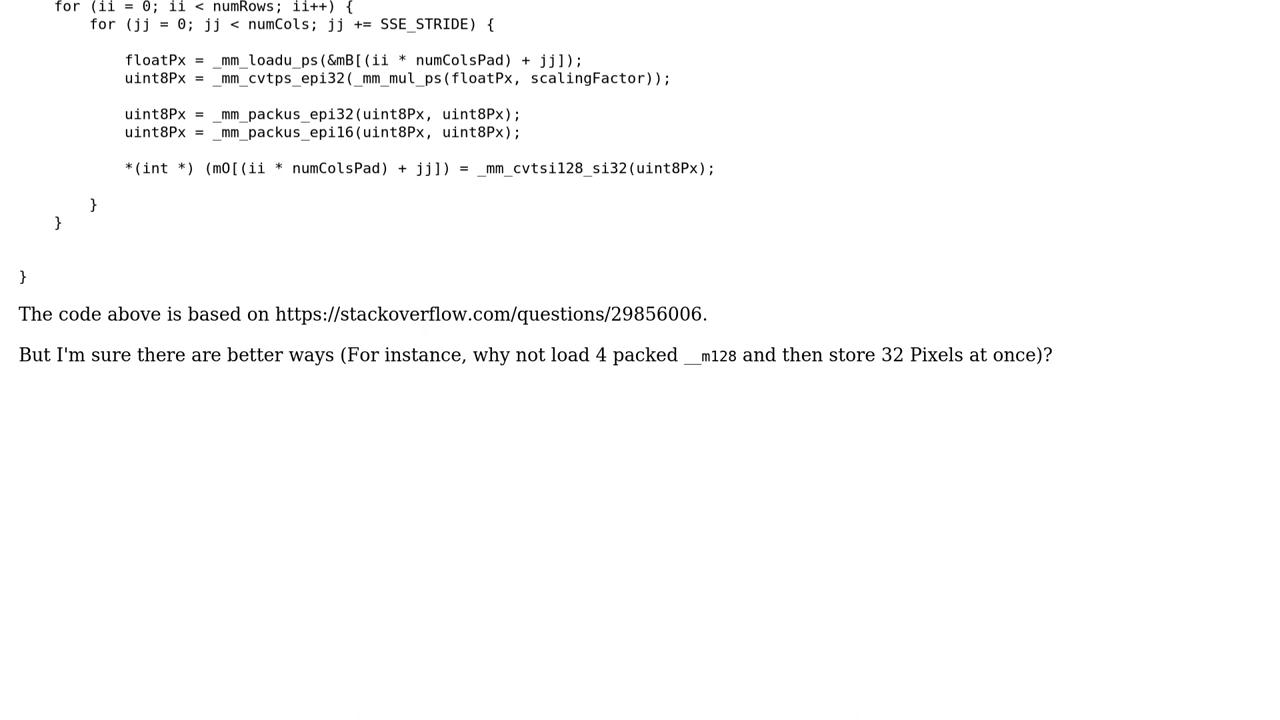 for (ii = 0; ii < numRows; ii++) {
for (jj = 0; jj < numCols; jj += SSE_STRIDE) {
floatPx = _mm_loadu_ps(&mB[(ii * numColsPad) + jj]);
uint8Px = _mm_cvtps_epi32(_mm_mul_ps(floatPx, scalingFactor));
uint8Px = _mm_packus_epi32(uint8Px, uint8Px);
uint8Px = _mm_packus_epi16(uint8Px, uint8Px);
*(int *) (mO[(ii * numColsPad) + jj]) = _mm_cvtsi128_si32(uint8Px);
}
}
}
The code above is based on https://stackoverflow.com/questions/29856006.
But I'm sure there are better ways (For instance, why not load 4 packed __m128 and then store 32 Pixels at once)?